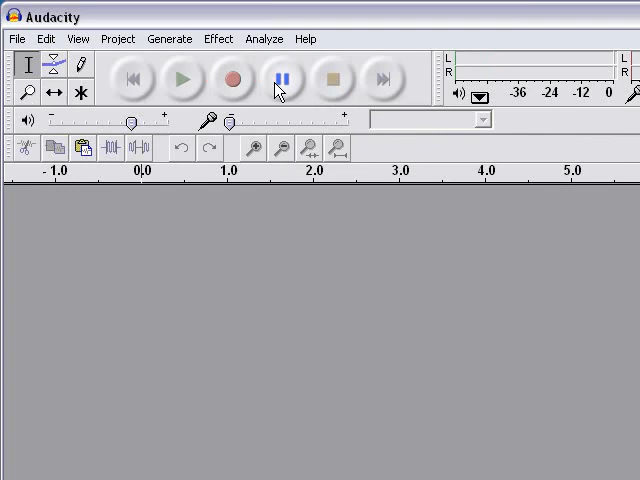 Audacity
File Edit View Project Generate Effect Analyze Help
L
R
-36 -24 -12 0
L
R
- + - +
- 1.0 0.0 1.0 2.0 3.0 4.0 5.0